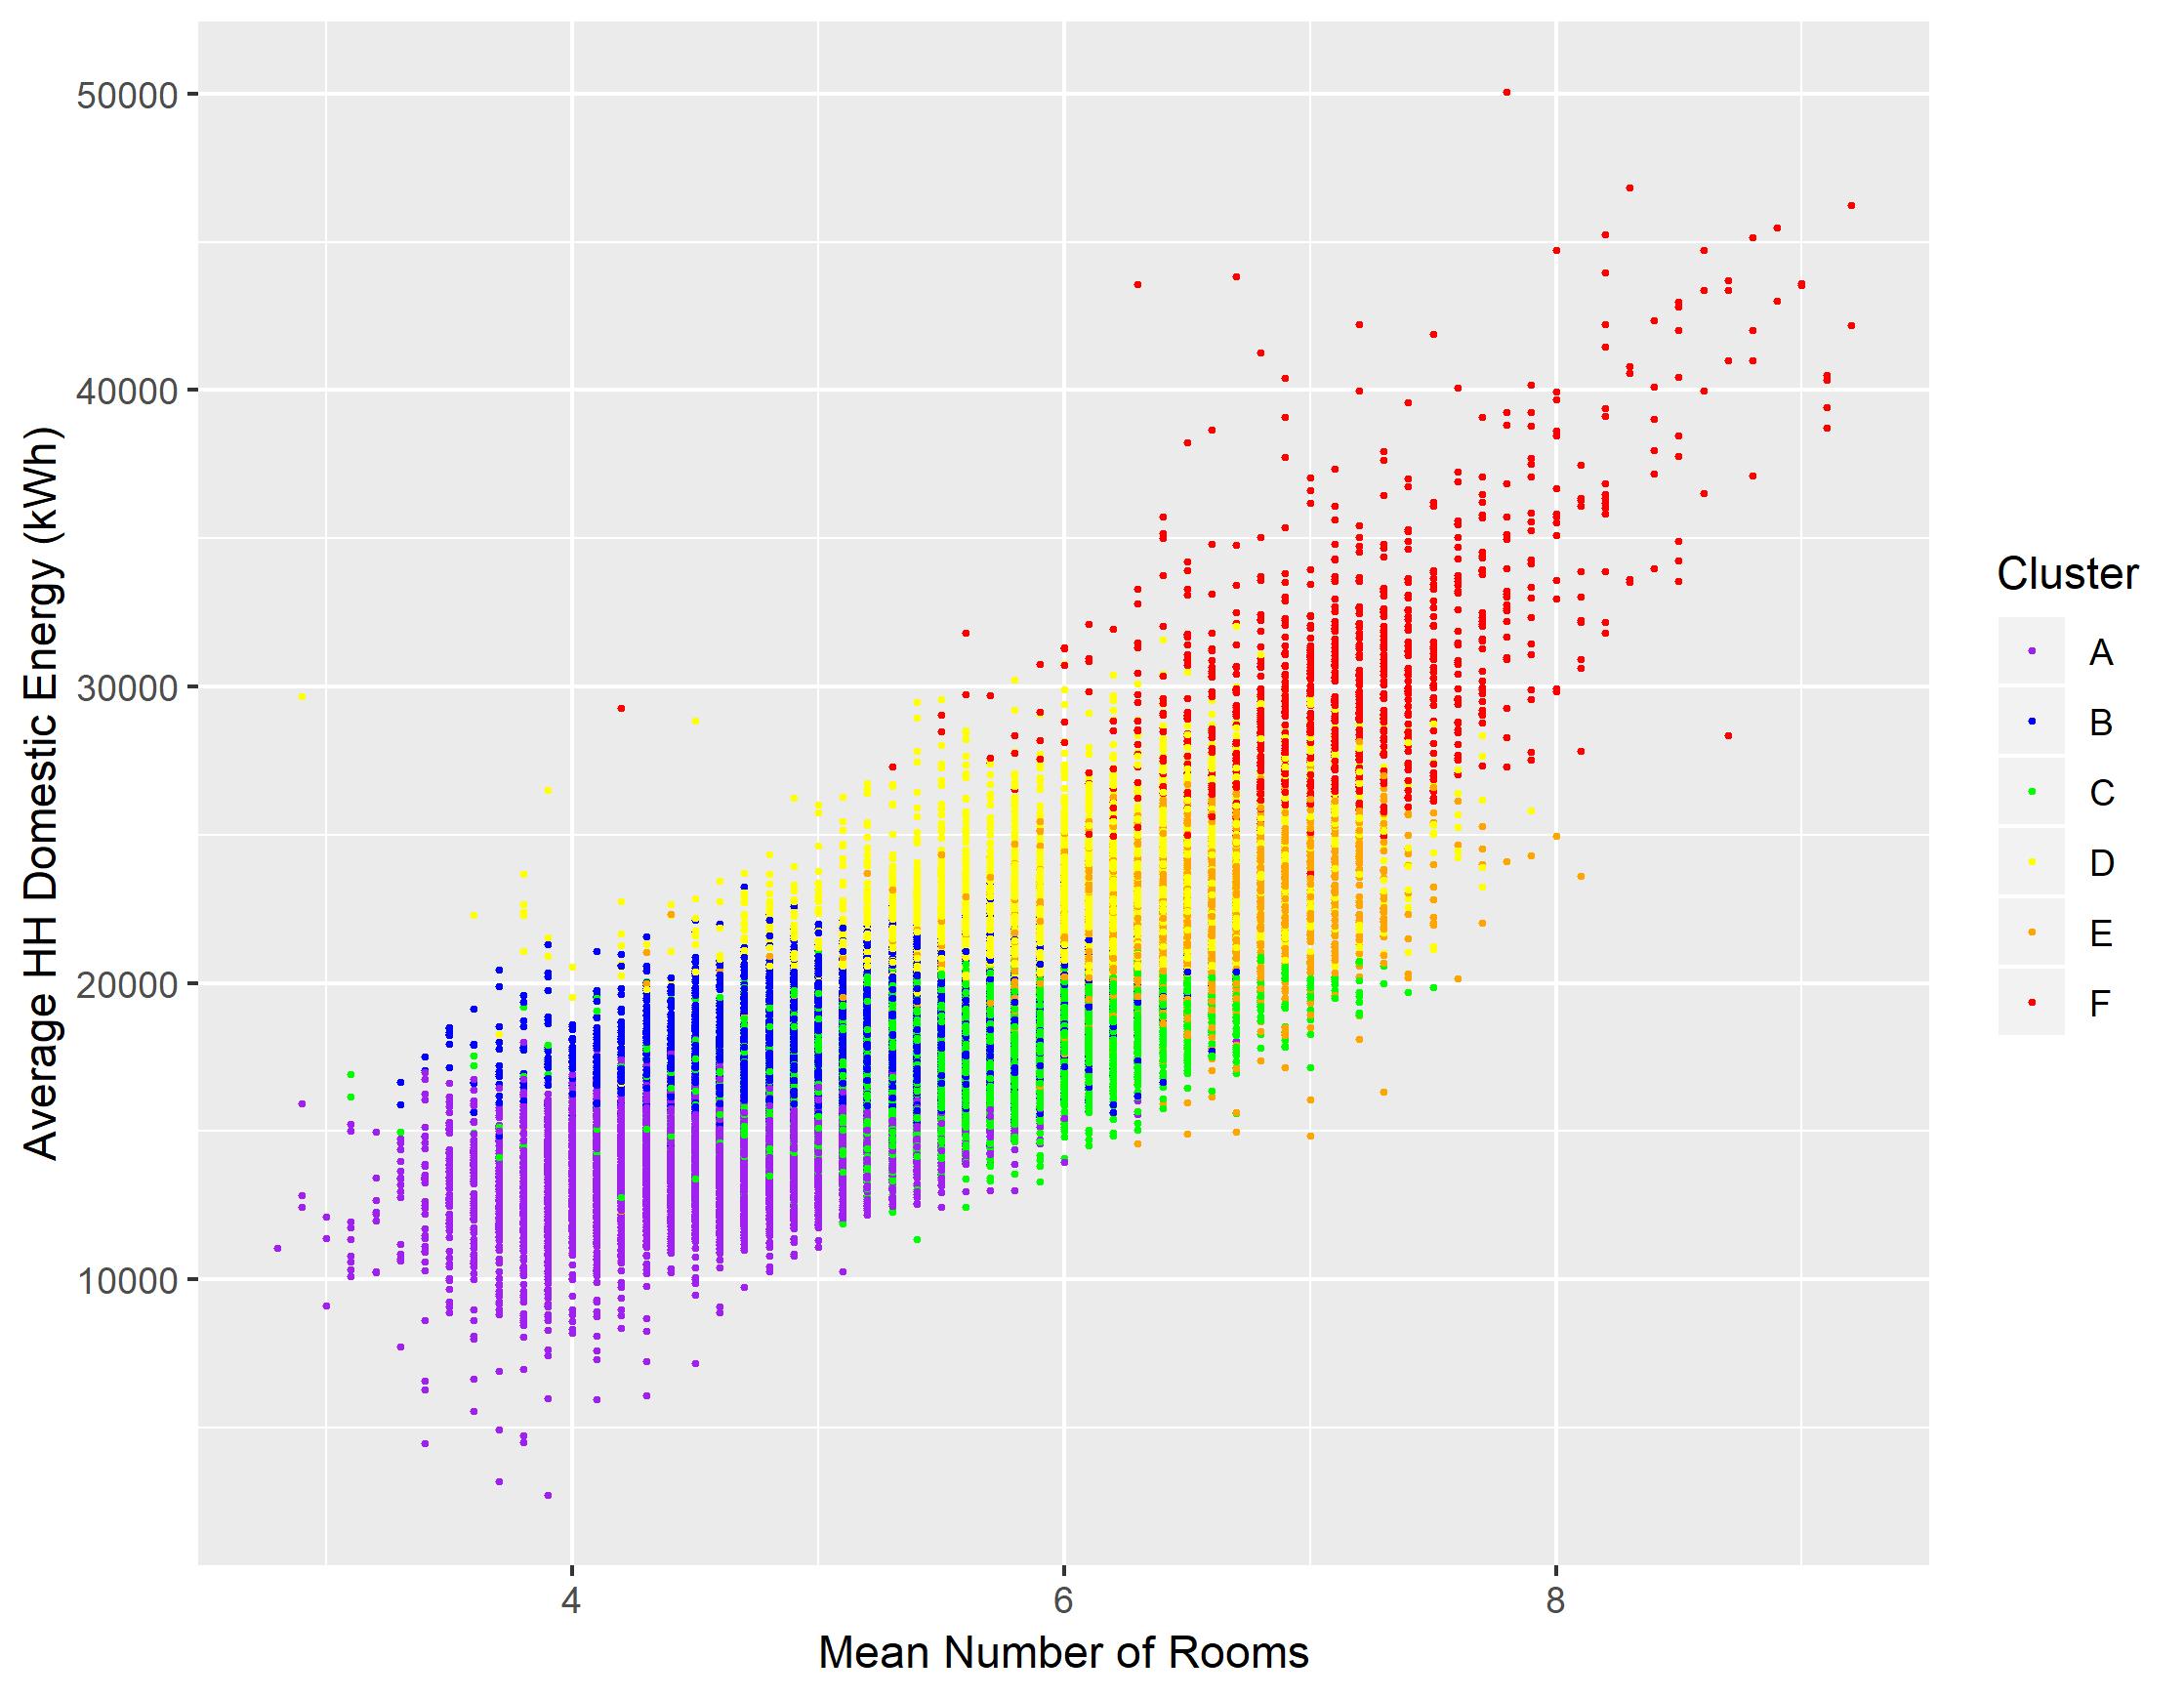 50000
40000
30000
20000
10000
Average HH Domestic Energy (kWh)
4
6
8
Mean Number of Rooms
Cluster
A
B
C
D
E
F